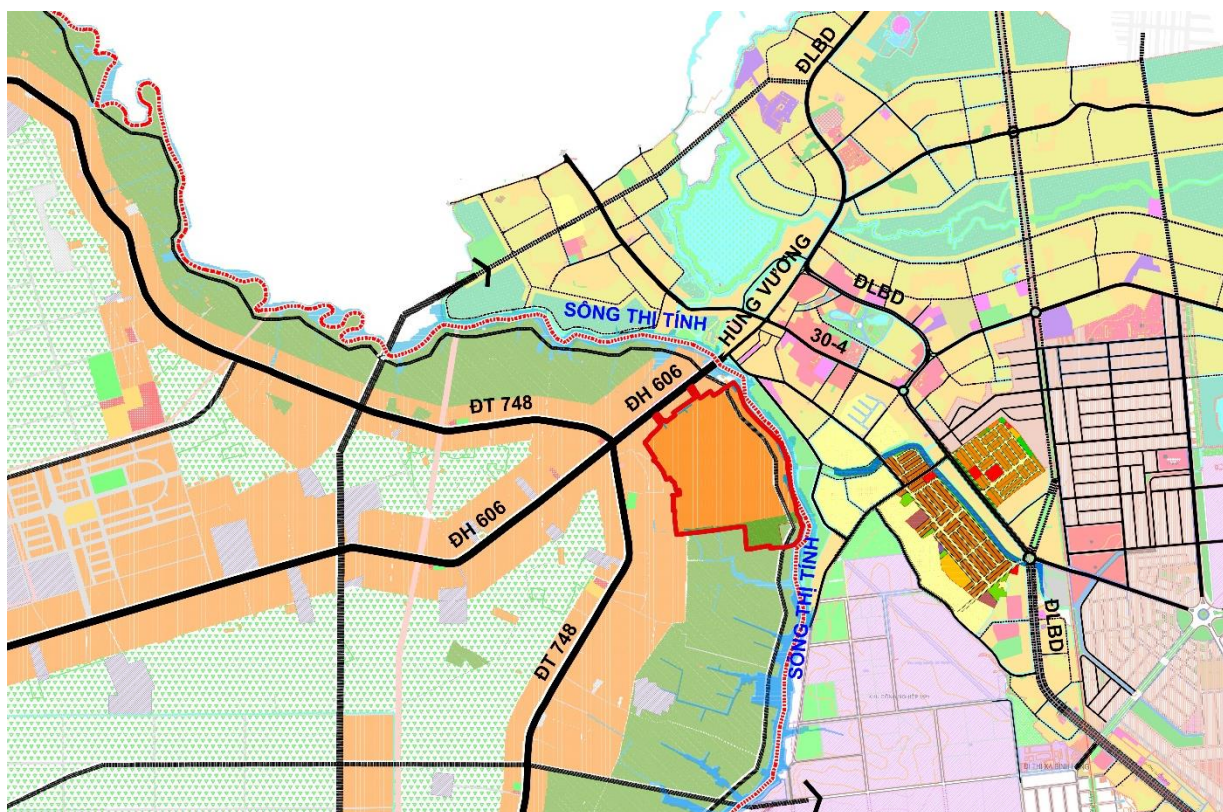 ĐLBD
HÙNG VƯƠNG
ĐLBD
SÔNG THỊ TÍNH
30-4
ĐH 606
ĐT 748
ĐH 606
SÔNG THỊ TÍNH
ĐT 748
ĐLBD